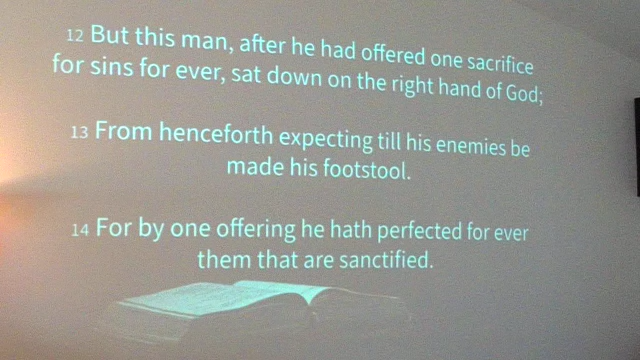 12 But this man, after he had offered one sacrifice
for sins for ever, sat down on the right hand of God;
13 From henceforth expecting till his enemies be
made his footstool.
14 For by one offering he hath perfected for ever
them that are sanctified.